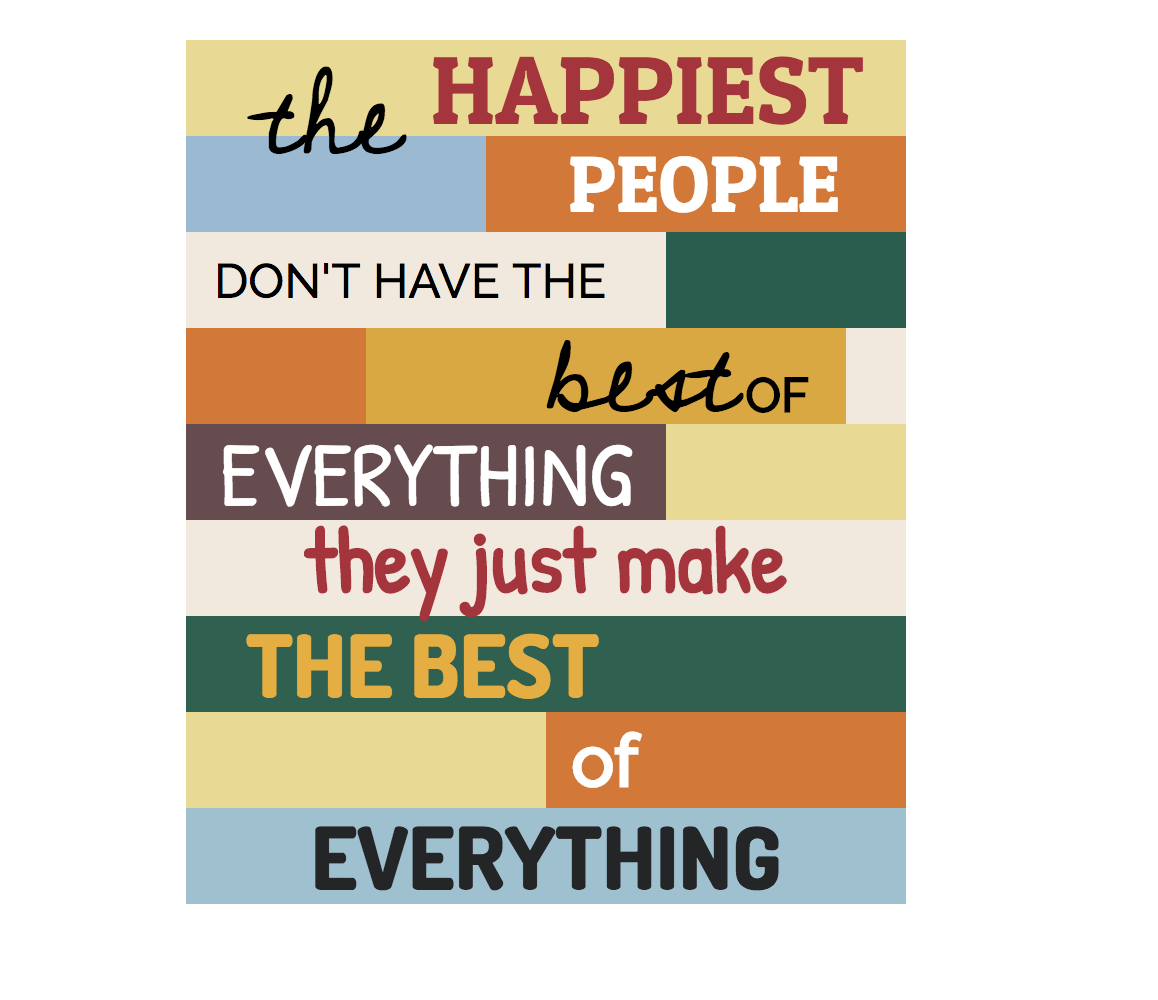 the HAPPIEST
PEOPLE
DON'T HAVE THE
best OF
EVERYTHING
they just make
THE BEST
of
EVERYTHING